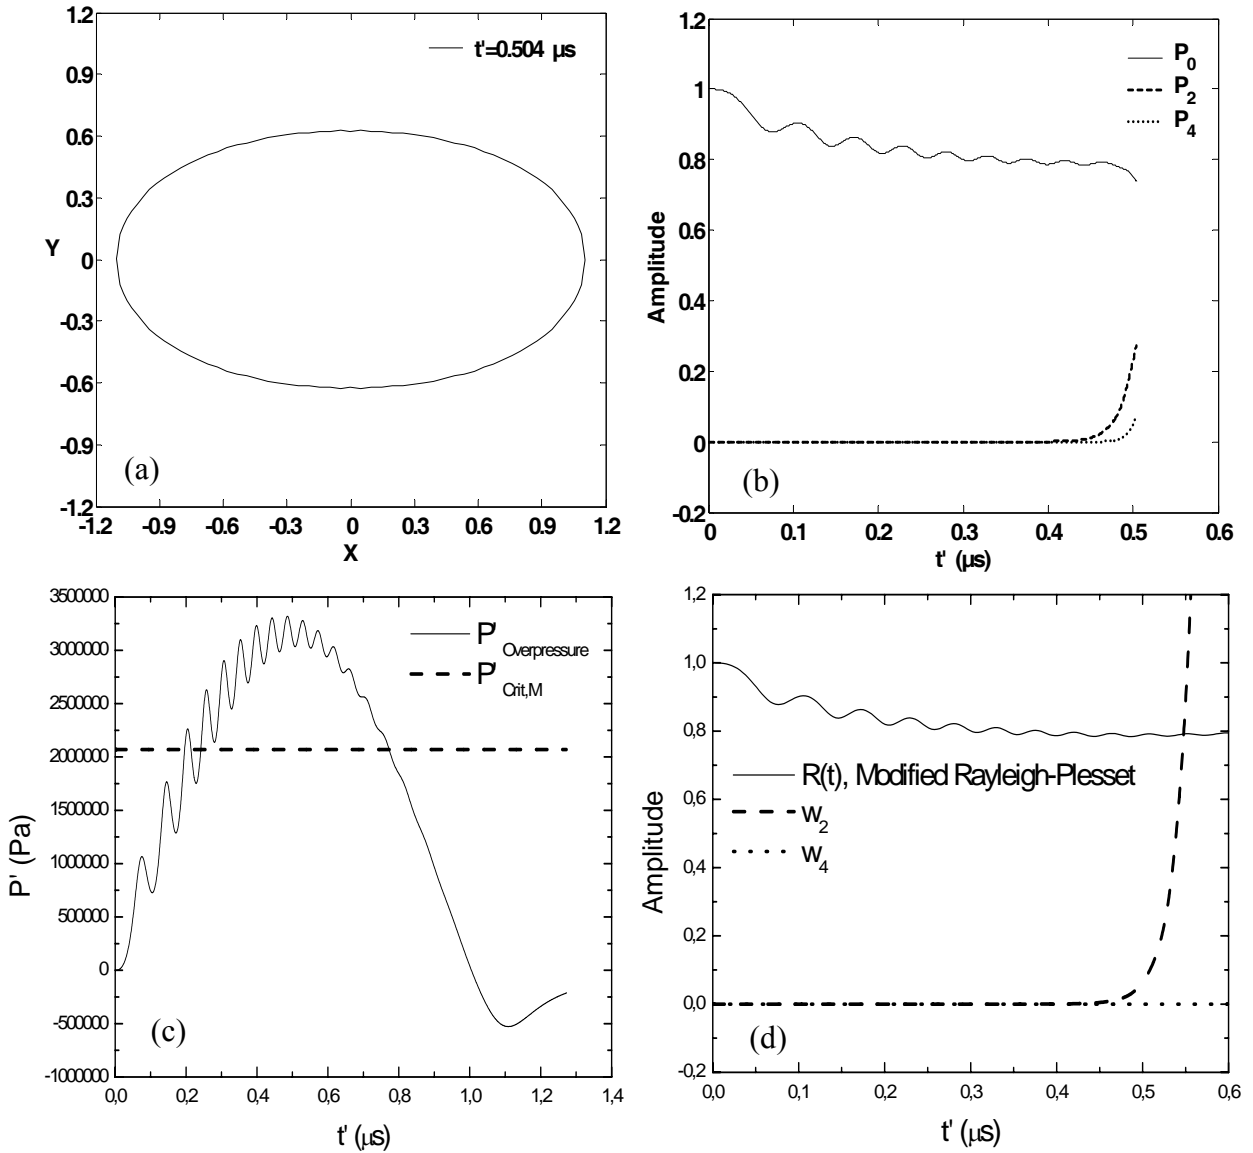 1.2
0.9
0.6
0.3
0
-0.3
-0.6
-0.9
-1.2
Y
t'=0.504 µs
(a)
-1.2 -0.9 -0.6 -0.3 0 0.3 0.6 0.9 1.2
X
1.2
1
0.8
0.6
0.4
0.2
0
-0.2
Amplitude
P0
P2
P4
(b)
0 0.1 0.2 0.3 0.4 0.5 0.6
t' (µs)
3500000
3000000
2500000
2000000
1500000
1000000
500000
0
-500000
-1000000
P' (Pa)
P'Overpressure
P'Crit,M
(c)
0,0 0,2 0,4 0,6 0,8 1,0 1,2 1,4
t' (µs)
1,2
1,0
0,8
0,6
0,4
0,2
0,0
-0,2
Amplitude
R(t), Modified Rayleigh-Plesset
w2
w4
(d)
0,0 0,1 0,2 0,3 0,4 0,5 0,6
t' (µs)